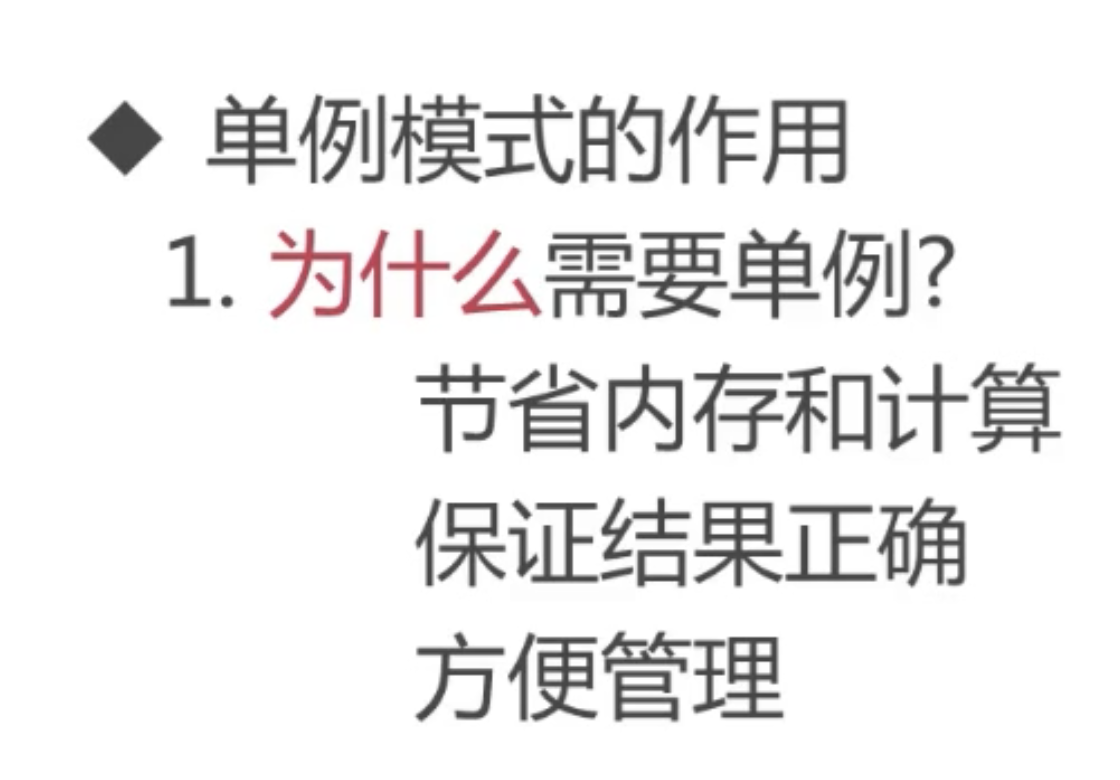 ◆ 单例模式的作用
1. 为什么需要单例?
节省内存和计算
保证结果正确
方便管理